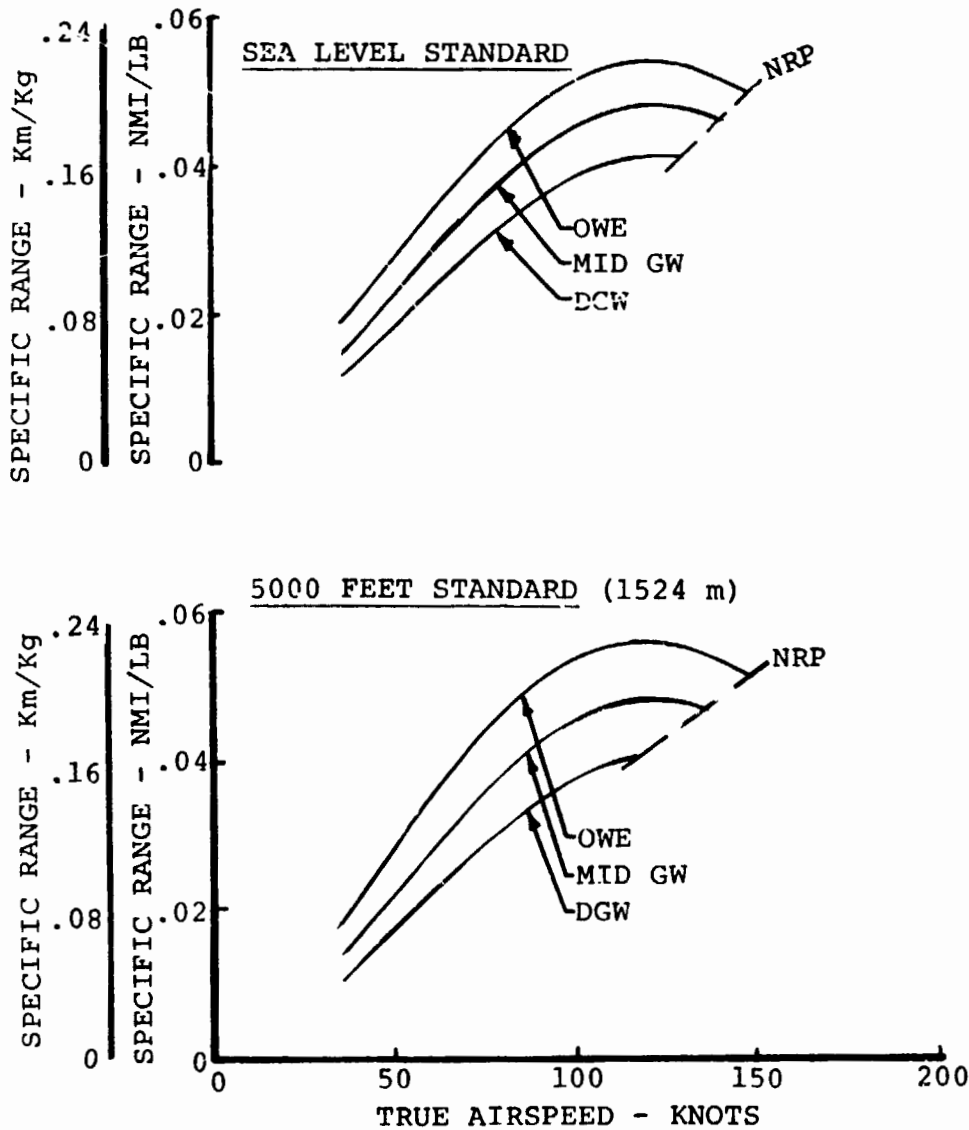 SEA LEVEL STANDARD
SPECIFIC RANGE - Km/Kg
.24
.16
.08
0
SPECIFIC RANGE - NMI/LB
.06
.04
.02
0
NRP
OWE
MID GW
DCW
5000 FEET STANDARD (1524 m)
SPECIFIC RANGE - Km/Kg
.24
.16
.08
0
SPECIFIC RANGE - NMI/LB
.06
.04
.02
0
NRP
OWE
MID GW
DGW
0 50 100 150 200
TRUE AIRSPEED - KNOTS